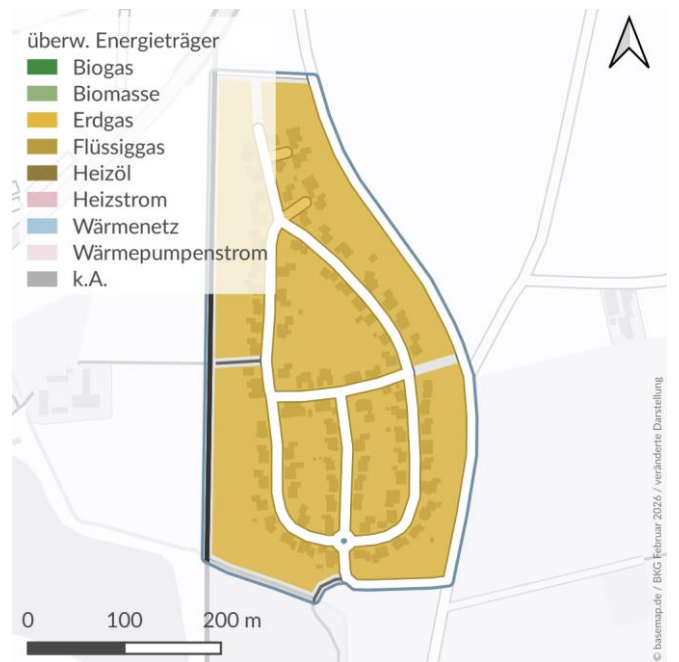 überw. Energieträger
Biogas
Biomasse
Erdgas
Flüssiggas
Heizöl
Heizstrom
Wärmenetz
Wärmepumpenstrom
k.A.
0 100 200 m
© basemap.de / BKG Februar 2026 / veränderte Darstellung